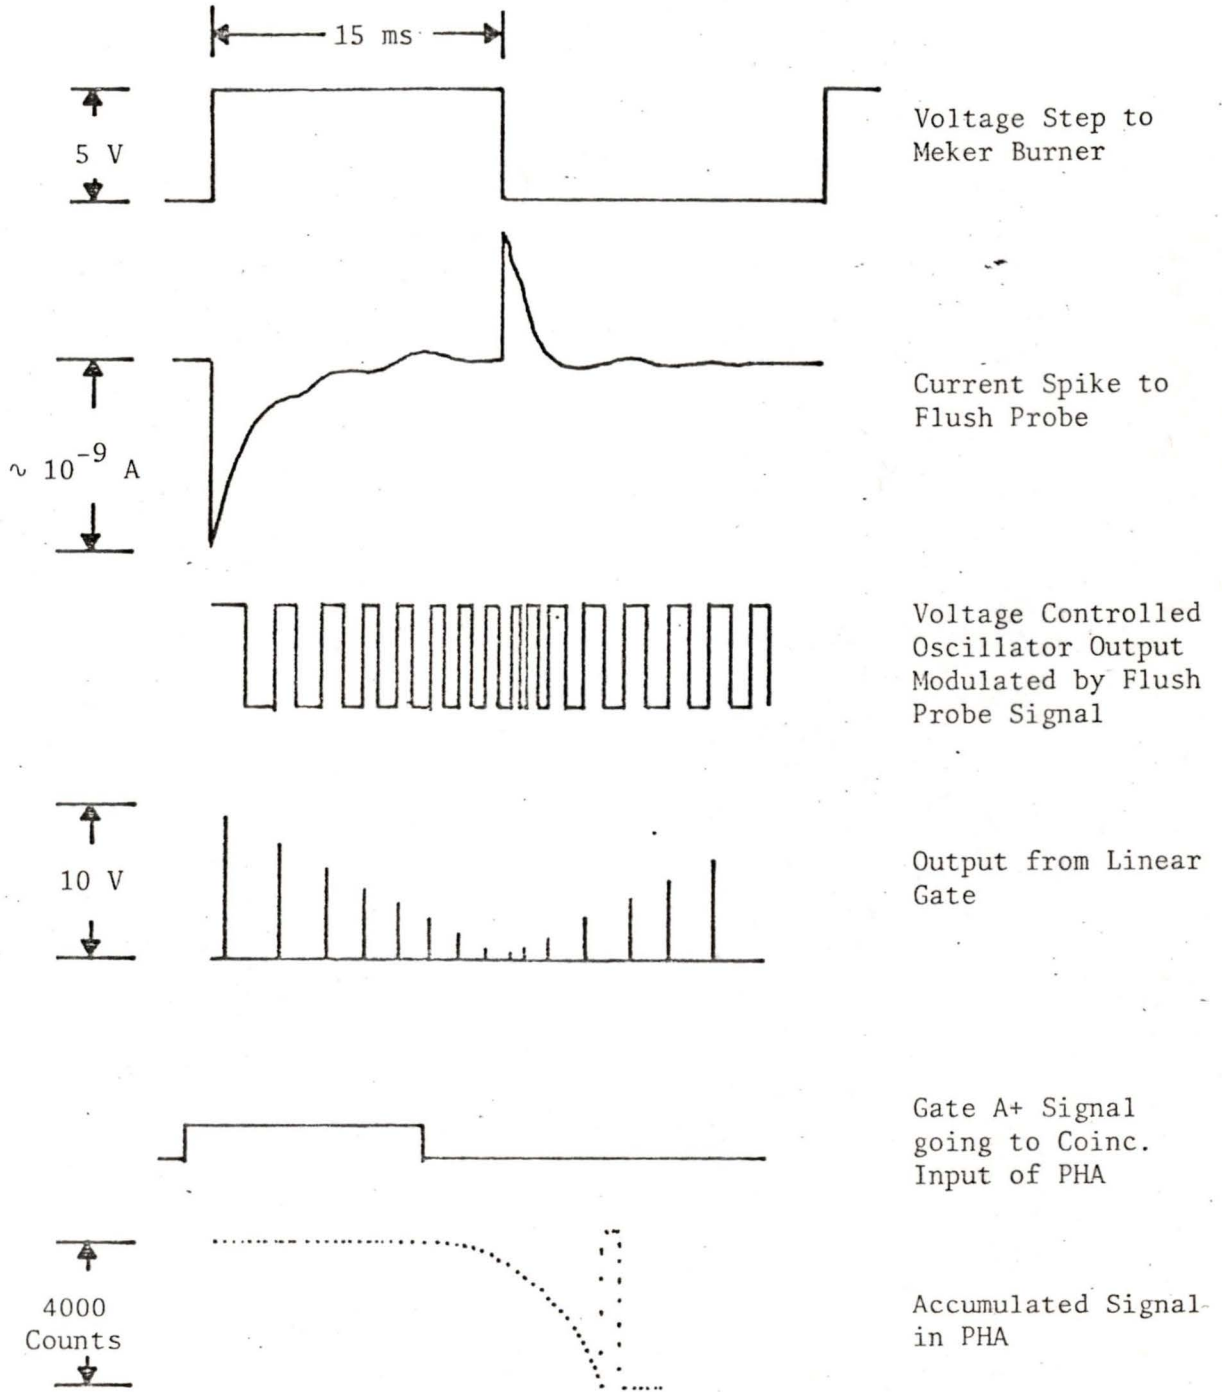 15 ms
5 V
Voltage Step to
Meker Burner
~ 10⁻⁹ A
Current Spike to
Flush Probe
Voltage Controlled
Oscillator Output
Modulated by Flush
Probe Signal
10 V
Output from Linear
Gate
Gate A+ Signal
going to Coinc.
Input of PHA
4000
Counts
Accumulated Signal
in PHA